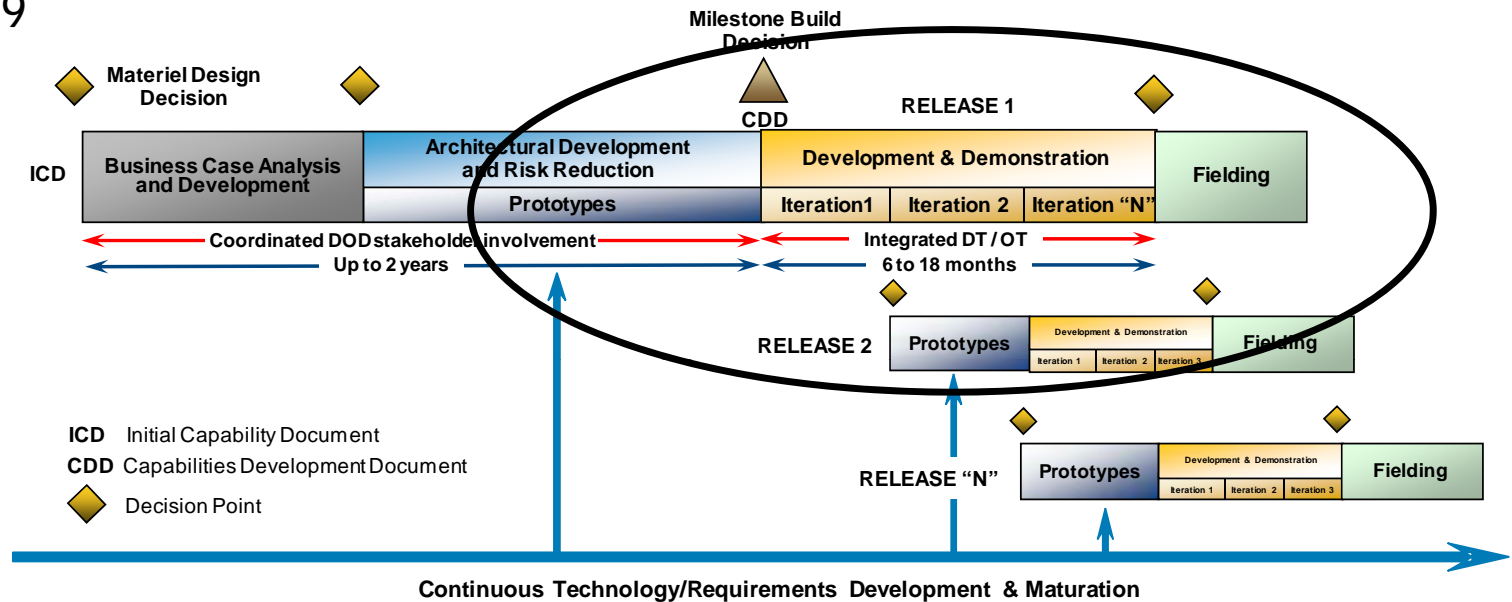 9
Milestone Build
Decision
Materiel Design
Decision
CDD
RELEASE 1
ICD
Business Case Analysis
and Development
Architectural Development
and Risk Reduction
Prototypes
Development & Demonstration
Iteration1
Iteration 2
Iteration “N”
Fielding
Coordinated DOD stakeholder involvement
Integrated DT / OT
Up to 2 years
6 to 18 months
RELEASE 2
Prototypes
Development & Demonstration
Iteration 1
Iteration 2
Iteration 3
Fielding
ICD Initial Capability Document
CDD Capabilities Development Document
Decision Point
RELEASE “N”
Prototypes
Development & Demonstration
Iteration 1
Iteration 2
Iteration 3
Fielding
Continuous Technology/Requirements Development & Maturation